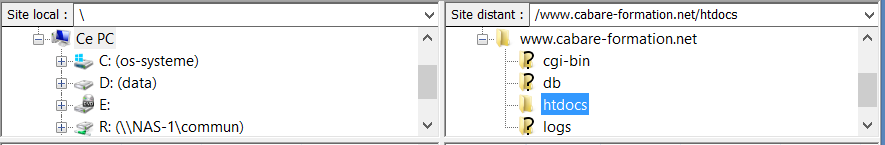 Site local : \
Ce PC
C: (os-systeme)
D: (data)
E:
R: (\\NAS-1\commun)
Site distant : /www.cabare-formation.net/htdocs
www.cabare-formation.net
cgi-bin
db
htdocs
logs